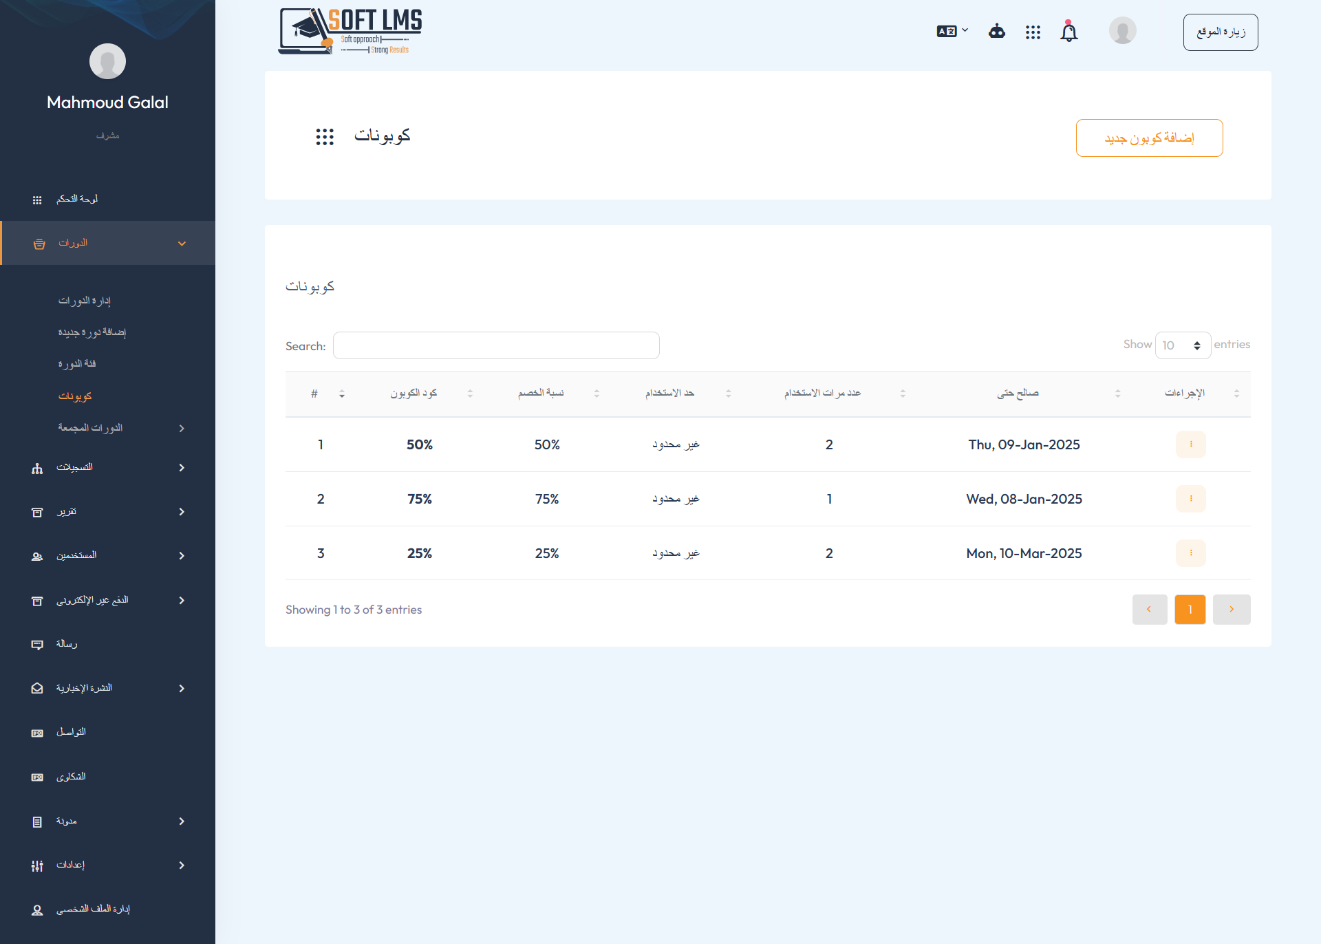 SOFT LMS
Soft approach
Strong Results
زيارة الموقع
Mahmoud Galal
مشرف
لوحة التحكم
الدورات
إدارة الدورات
إضافة دورة جديدة
فئة الدورة
كوبونات
الدورات المجمعة
التسجيلات
تقرير
المستخدمين
الدفع غير الإلكتروني
رسالة
النشرة الإخبارية
التواصل
الشكاوى
مدونة
إعدادات
إدارة الملف الشخصي
كوبونات
إضافة كوبون جديد
كوبونات
Search:
Show 10 entries
# كود الكوبون نسبة الخصم حد الاستخدام عدد مرات الاستخدام صالح حتى الإجراءات
1 50% 50% غير محدود 2 Thu, 09-Jan-2025
2 75% 75% غير محدود 1 Wed, 08-Jan-2025
3 25% 25% غير محدود 2 Mon, 10-Mar-2025
Showing 1 to 3 of 3 entries
1